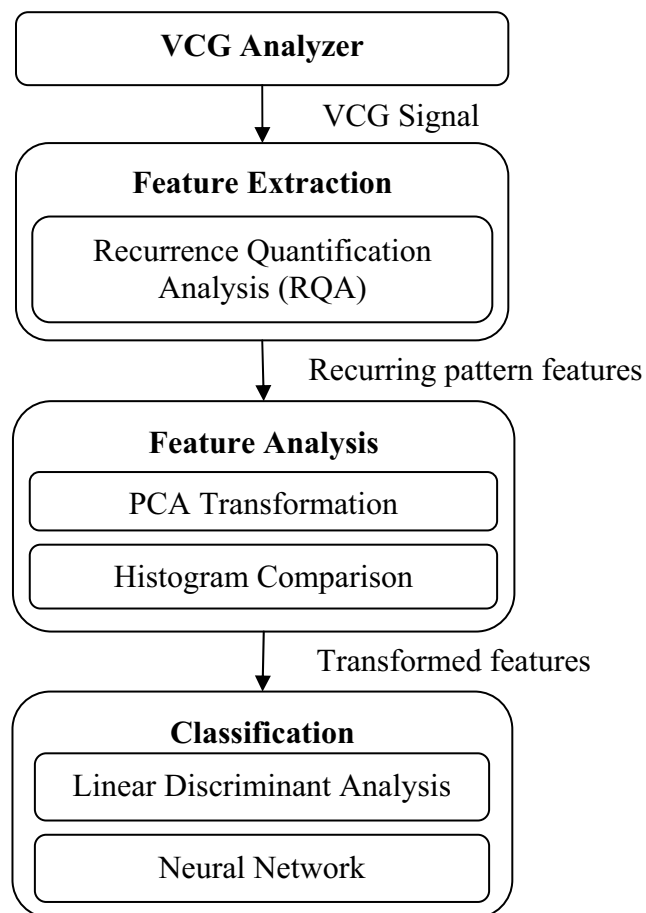 VCG Analyzer
VCG Signal
Feature Extraction
Recurrence Quantification
Analysis (RQA)
Recurring pattern features
Feature Analysis
PCA Transformation
Histogram Comparison
Transformed features
Classification
Linear Discriminant Analysis
Neural Network